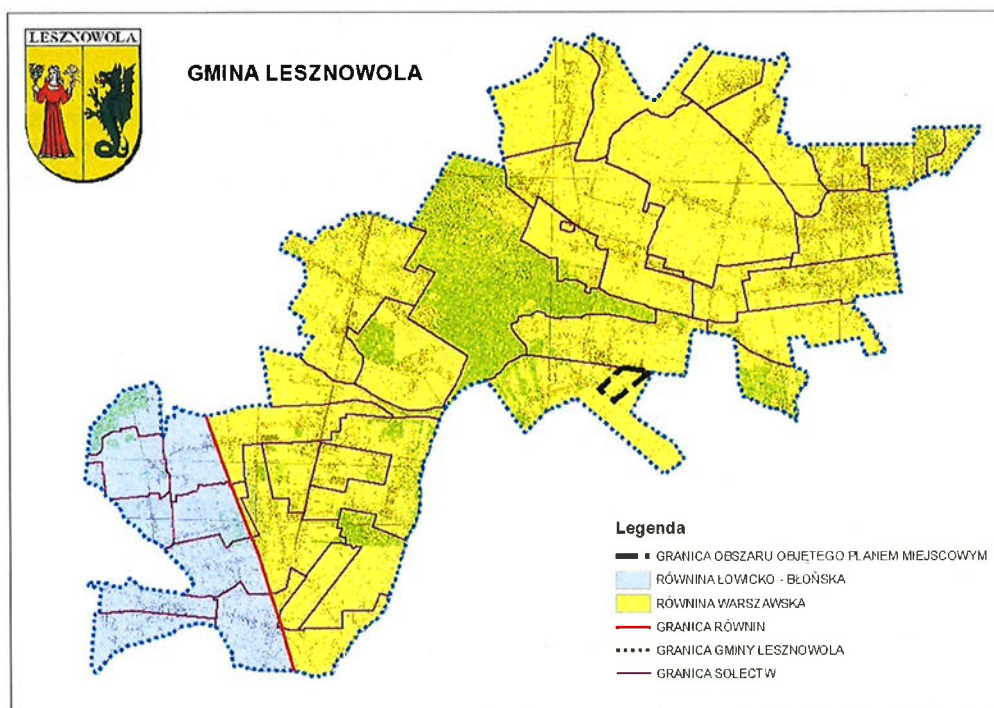 LESZNOWOLA
GMINA LESZNOWOLA
Legenda
GRANICA OBSZARU OBJĘTEGO PLANEM MIEJSCOWYM
RÓWNINA ŁOWICKO - BŁOŃSKA
RÓWNINA WARSZAWSKA
GRANICA RÓWNIN
GRANICA GMINY LESZNOWOLA
GRANICA SOŁECTW